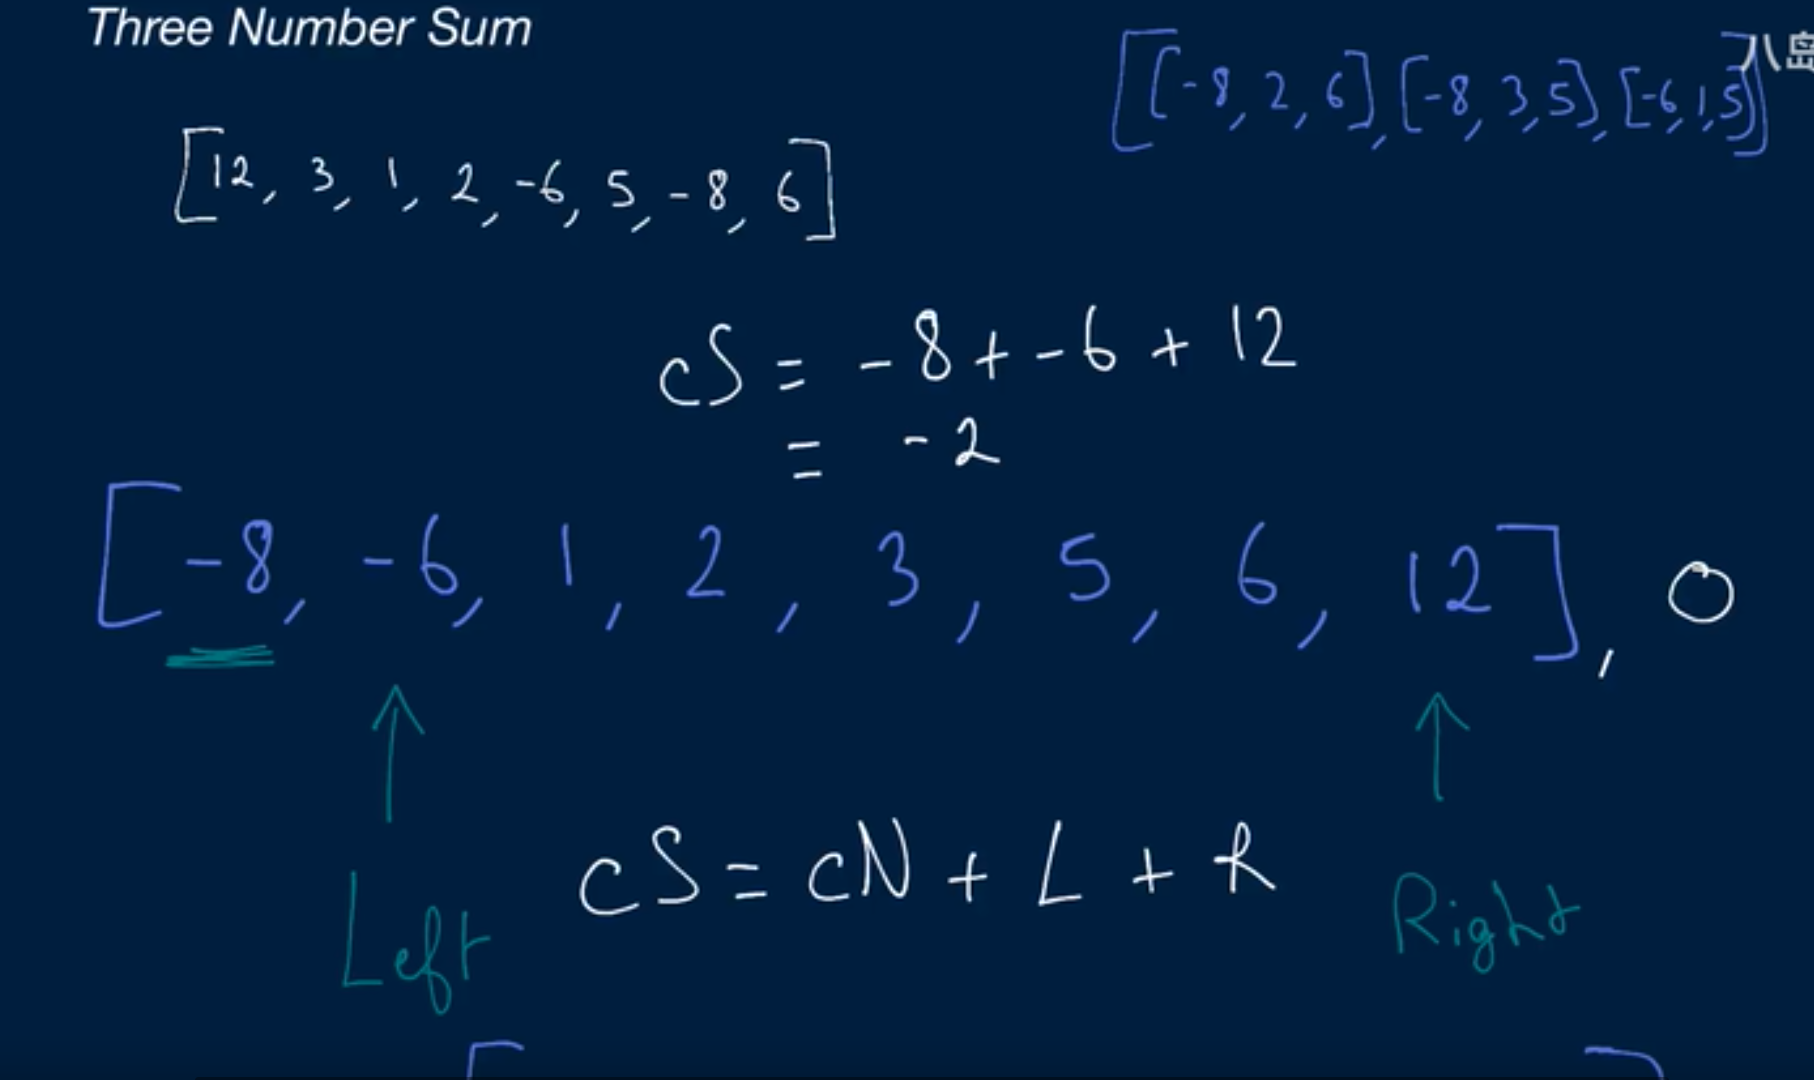 Three Number Sum
[[-8, 2, 6], [-8, 3, 5], [-6, 1, 5]]
八岛
[12, 3, 1, 2, -6, 5, -8, 6]
cS = -8 + -6 + 12
= -2
[-8, -6, 1, 2, 3, 5, 6, 12], 0
cS = cN + L + R
Left
Right
[ ]